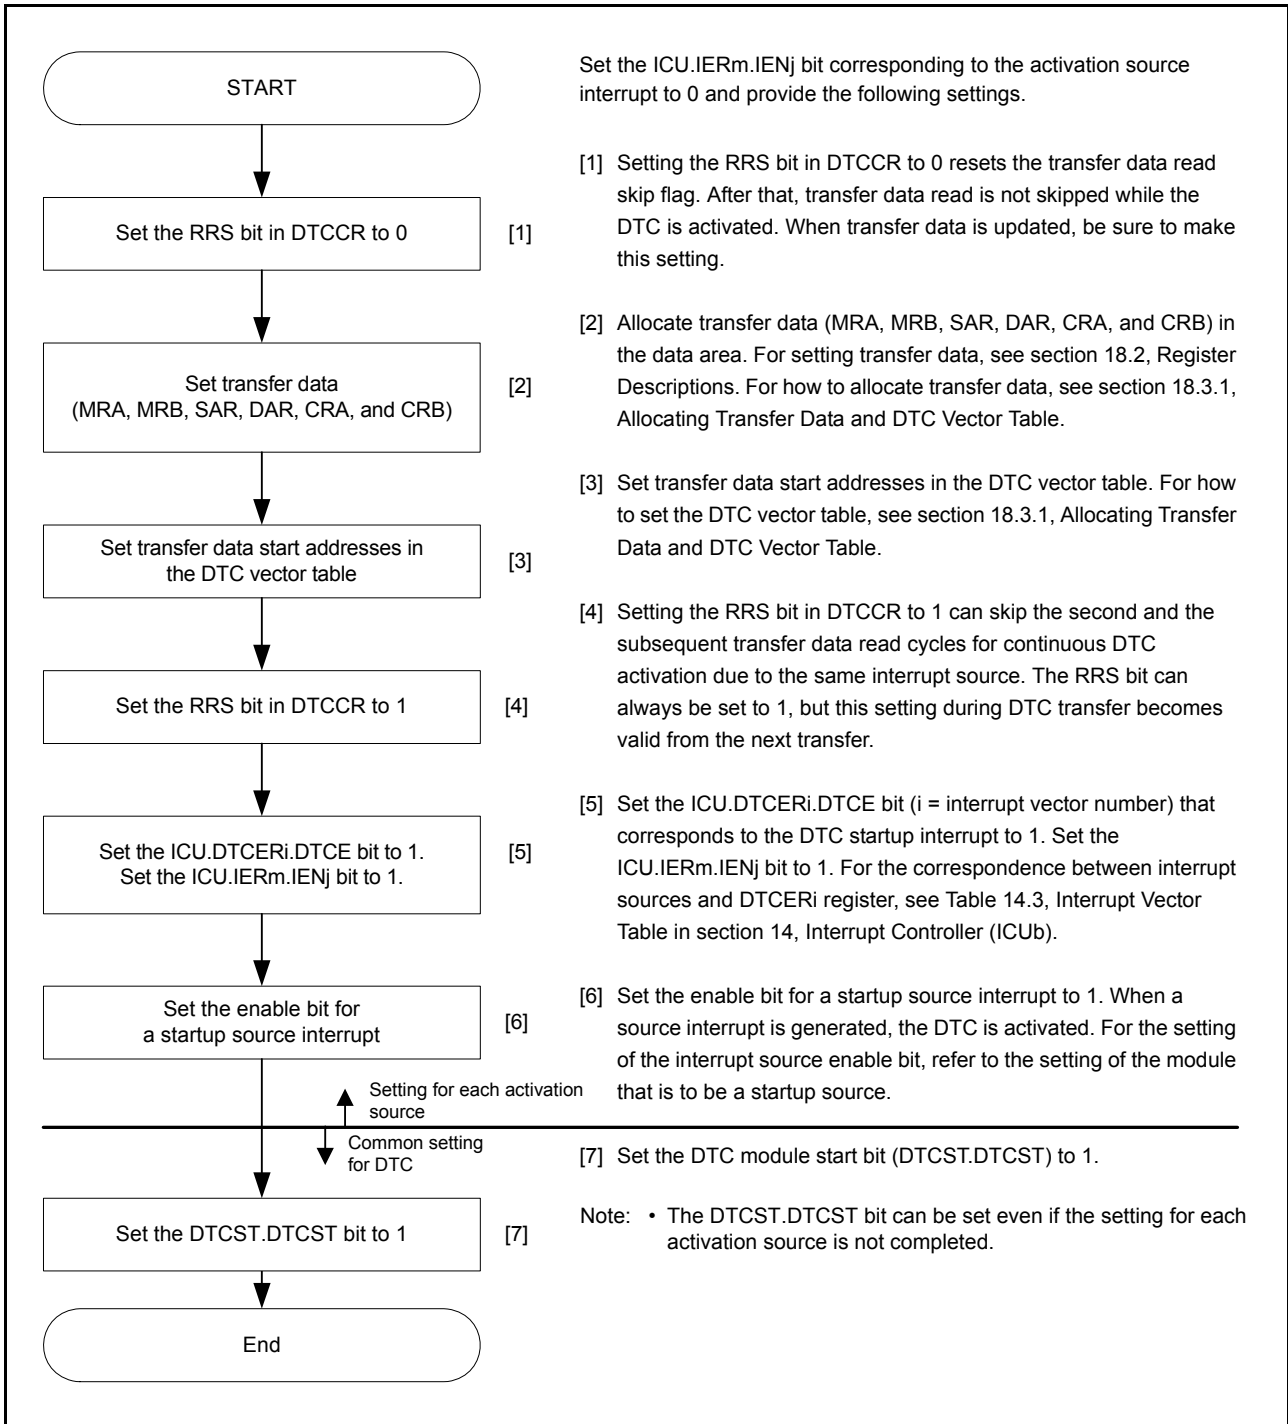 START
Set the ICU.IERm.IENj bit corresponding to the activation source
interrupt to 0 and provide the following settings.
Set the RRS bit in DTCCR to 0
[1]
[1] Setting the RRS bit in DTCCR to 0 resets the transfer data read
skip flag. After that, transfer data read is not skipped while the
DTC is activated. When transfer data is updated, be sure to make
this setting.
Set transfer data
(MRA, MRB, SAR, DAR, CRA, and CRB)
[2]
[2] Allocate transfer data (MRA, MRB, SAR, DAR, CRA, and CRB) in
the data area. For setting transfer data, see section 18.2, Register
Descriptions. For how to allocate transfer data, see section 18.3.1,
Allocating Transfer Data and DTC Vector Table.
Set transfer data start addresses in
the DTC vector table
[3]
[3] Set transfer data start addresses in the DTC vector table. For how
to set the DTC vector table, see section 18.3.1, Allocating Transfer
Data and DTC Vector Table.
Set the RRS bit in DTCCR to 1
[4]
[4] Setting the RRS bit in DTCCR to 1 can skip the second and the
subsequent transfer data read cycles for continuous DTC
activation due to the same interrupt source. The RRS bit can
always be set to 1, but this setting during DTC transfer becomes
valid from the next transfer.
Set the ICU.DTCERi.DTCE bit to 1.
Set the ICU.IERm.IENj bit to 1.
[5]
[5] Set the ICU.DTCERi.DTCE bit (i = interrupt vector number) that
corresponds to the DTC startup interrupt to 1. Set the
ICU.IERm.IENj bit to 1. For the correspondence between interrupt
sources and DTCERi register, see Table 14.3, Interrupt Vector
Table in section 14, Interrupt Controller (ICUb).
Set the enable bit for
a startup source interrupt
[6]
[6] Set the enable bit for a startup source interrupt to 1. When a
source interrupt is generated, the DTC is activated. For the setting
of the interrupt source enable bit, refer to the setting of the module
that is to be a startup source.
Setting for each activation
source
Common setting
for DTC
[7] Set the DTC module start bit (DTCST.DTCST) to 1.
Set the DTCST.DTCST bit to 1
[7]
Note: • The DTCST.DTCST bit can be set even if the setting for each
activation source is not completed.
End